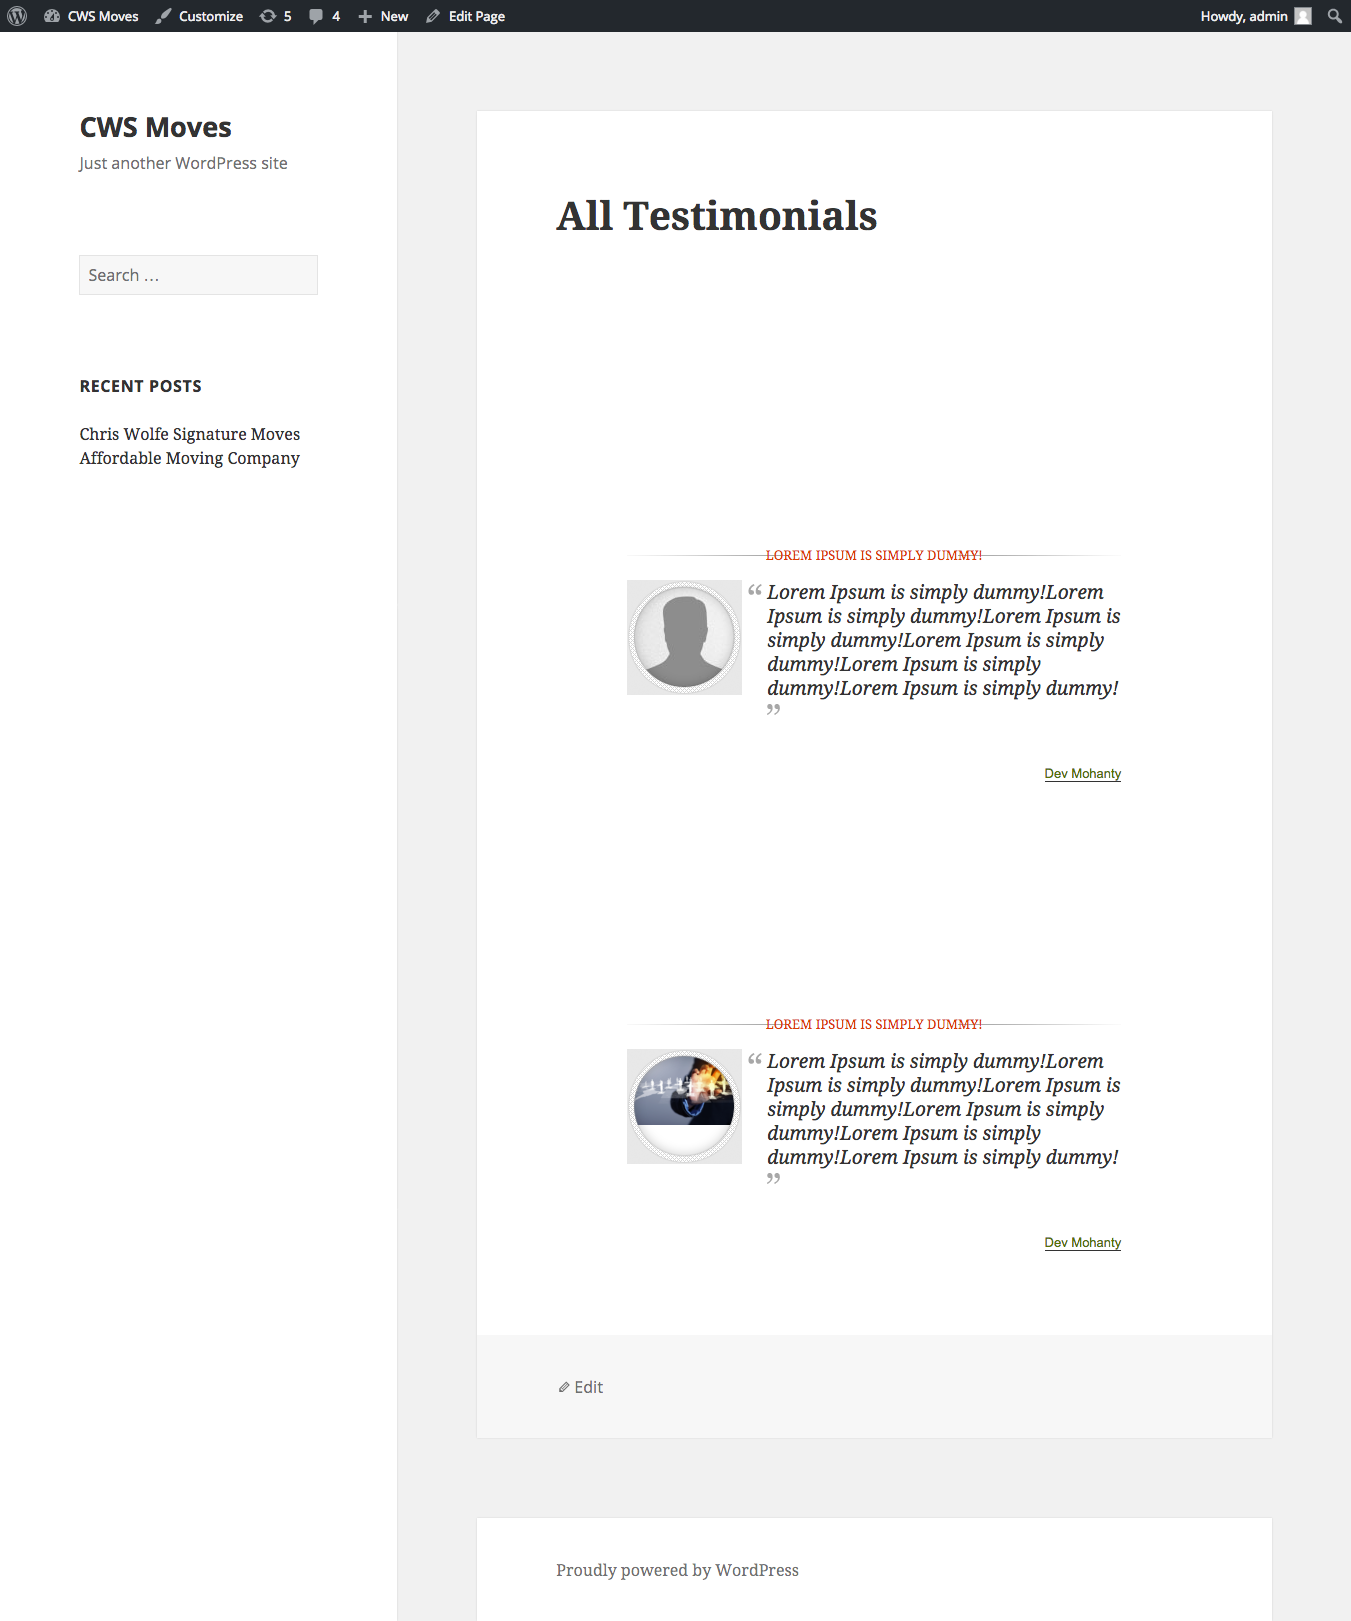 CWS Moves Customize 5 4 New Edit Page Howdy, admin
CWS Moves
Just another WordPress site
Search …
RECENT POSTS
Chris Wolfe Signature Moves
Affordable Moving Company
All Testimonials
LOREM IPSUM IS SIMPLY DUMMY!
“ Lorem Ipsum is simply dummy!Lorem
Ipsum is simply dummy!Lorem Ipsum is
simply dummy!Lorem Ipsum is simply
dummy!Lorem Ipsum is simply
dummy!Lorem Ipsum is simply dummy!
”
Dev Mohanty
LOREM IPSUM IS SIMPLY DUMMY!
“ Lorem Ipsum is simply dummy!Lorem
Ipsum is simply dummy!Lorem Ipsum is
simply dummy!Lorem Ipsum is simply
dummy!Lorem Ipsum is simply
dummy!Lorem Ipsum is simply dummy!
”
Dev Mohanty
Edit
Proudly powered by WordPress